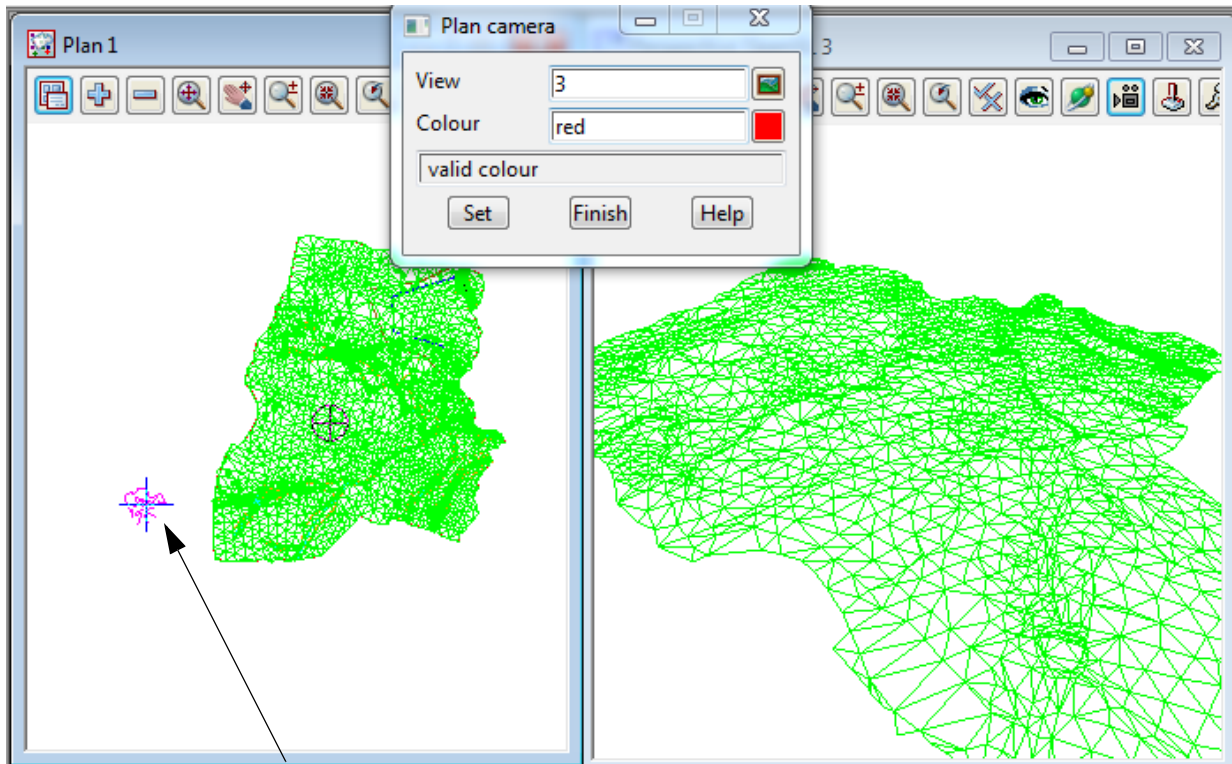 Plan 1
Plan camera
3
View
3
Colour
red
valid colour
Set
Finish
Help